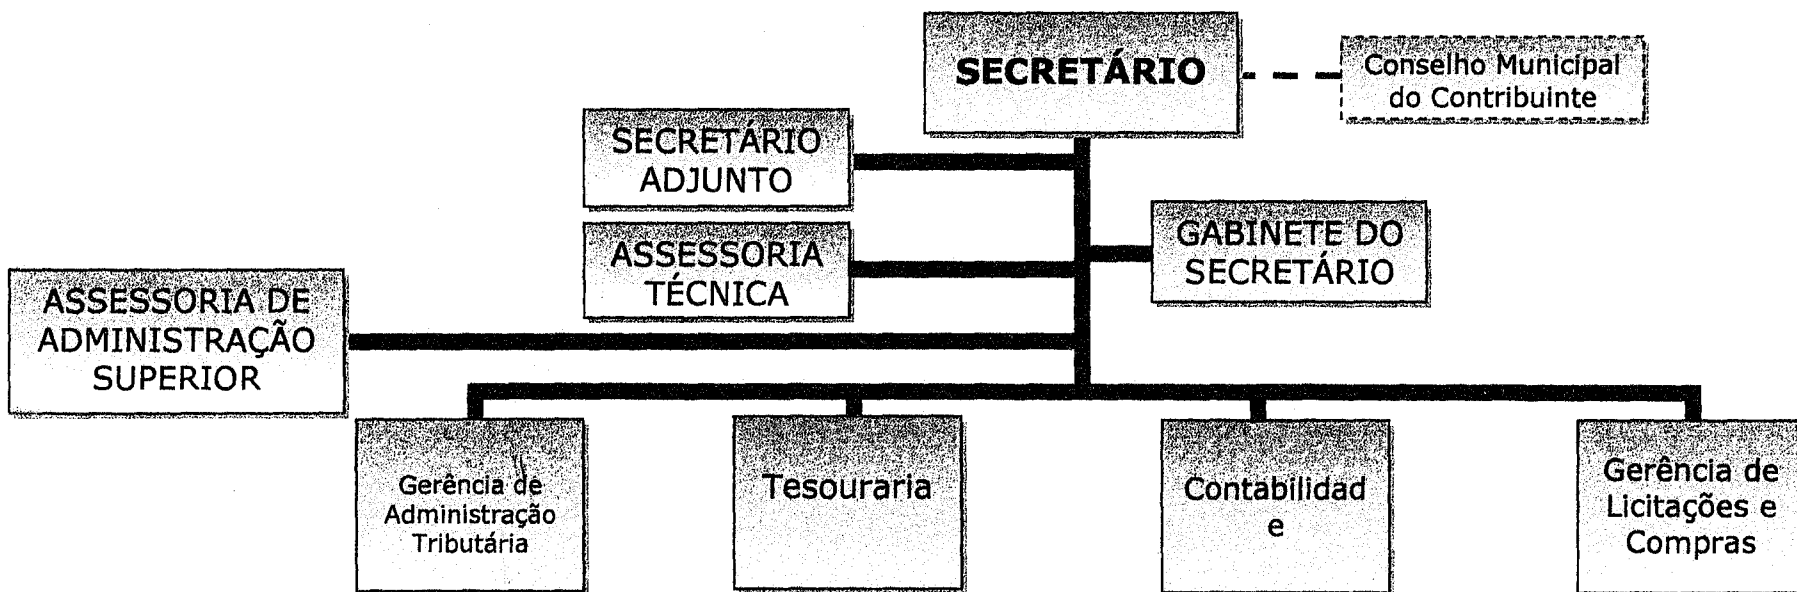 SECRETÁRIO
Conselho Municipal
do Contribuinte
SECRETÁRIO
ADJUNTO
GABINETE DO
SECRETÁRIO
ASSESSORIA
TÉCNICA
ASSESSORIA DE
ADMINISTRAÇÃO
SUPERIOR
Gerência de
Administração
Tributária
Tesouraria
Contabilidad
e
Gerência de
Licitações e
Compras